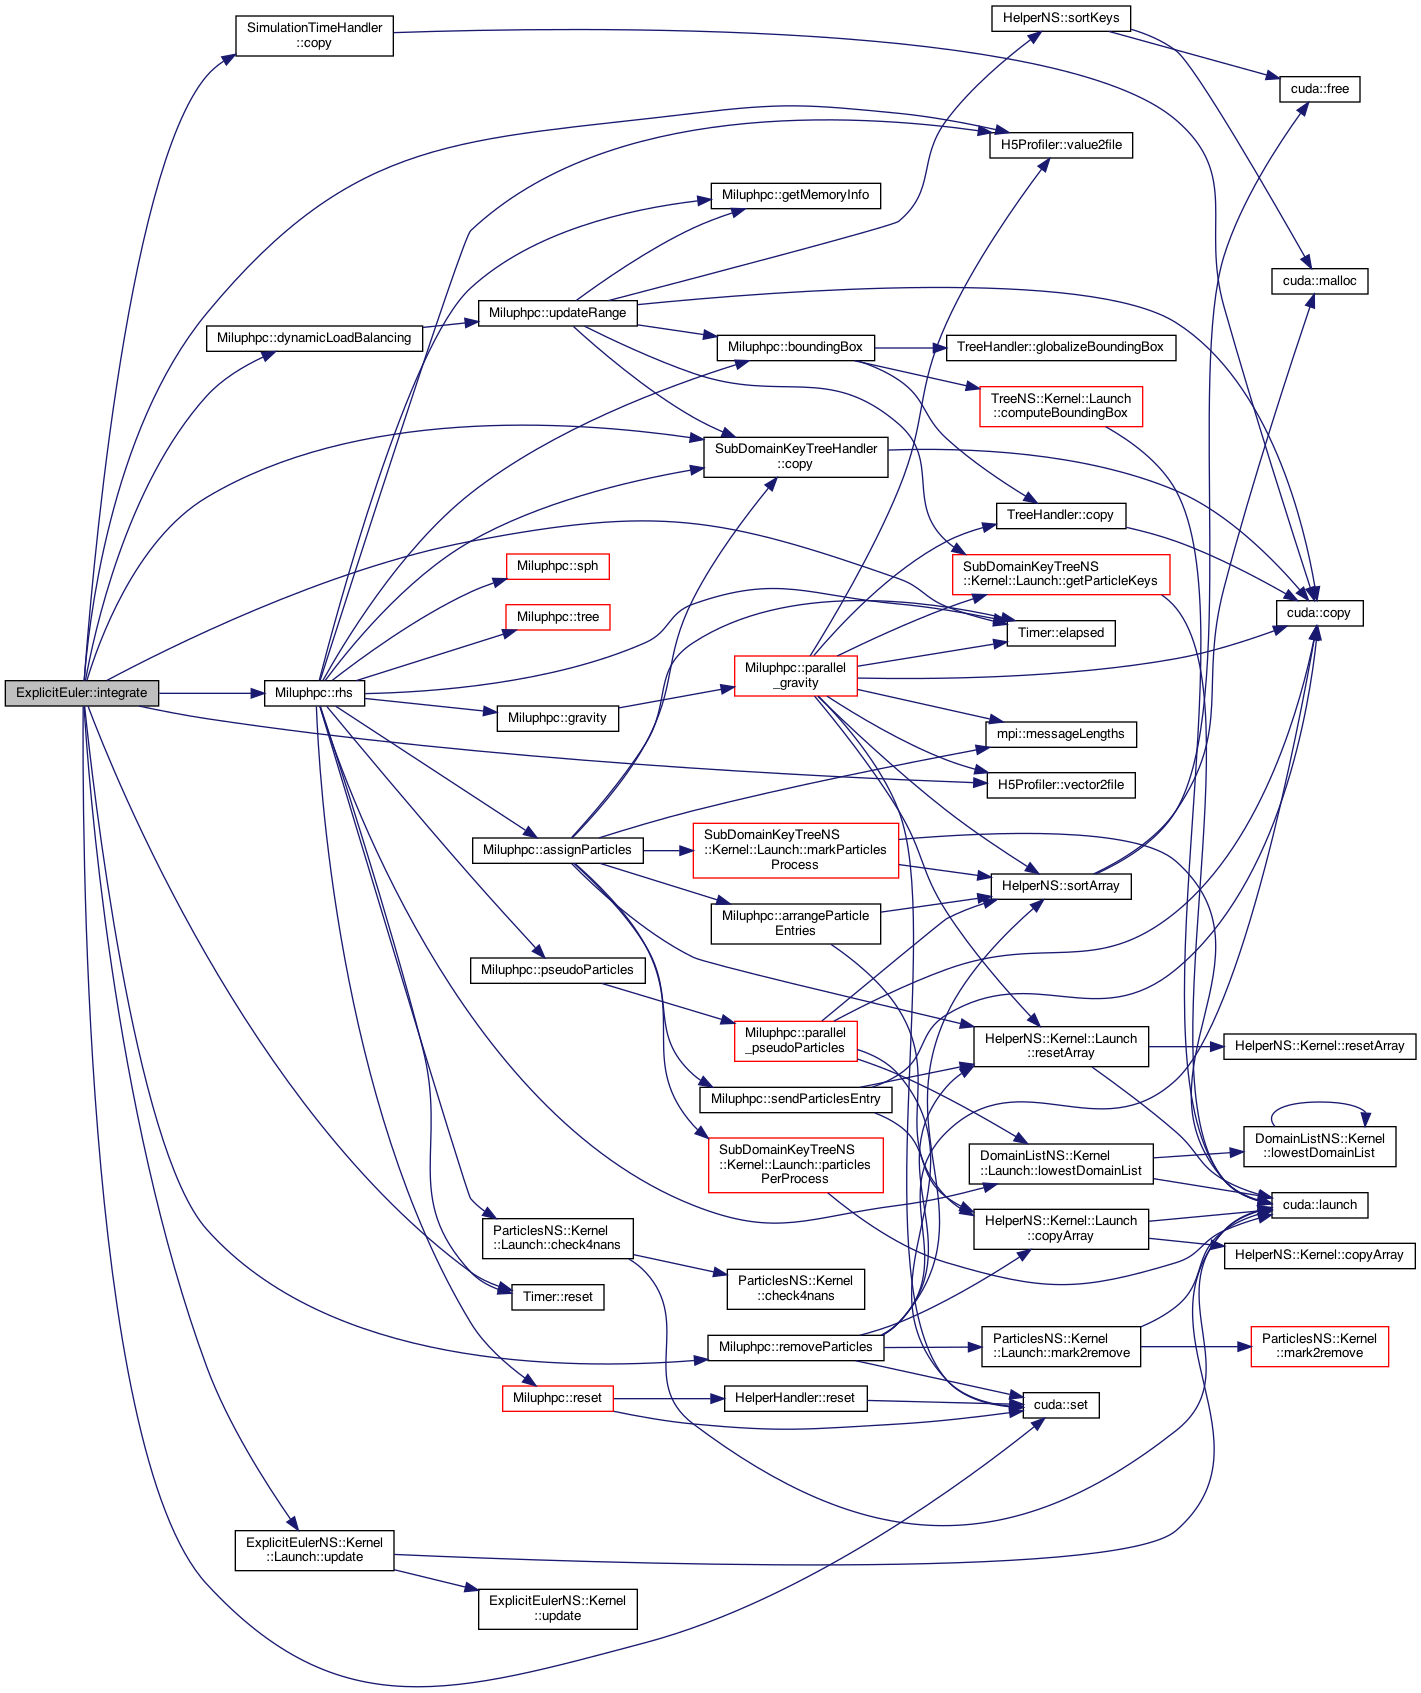 HelperNS::sortKeys
SimulationTimeHandler
::copy
cuda::free
H5Profiler::value2file
Miluphpc::getMemoryInfo
cuda::malloc
Miluphpc::updateRange
Miluphpc::dynamicLoadBalancing
Miluphpc::boundingBox
TreeHandler::globalizeBoundingBox
TreeNS::Kernel::Launch
::computeBoundingBox
SubDomainKeyTreeHandler
::copy
TreeHandler::copy
Miluphpc::sph
SubDomainKeyTreeNS
::Kernel::Launch::getParticleKeys
Miluphpc::tree
cuda::copy
Timer::elapsed
Miluphpc::parallel
_gravity
ExplicitEuler::integrate
Miluphpc::rhs
Miluphpc::gravity
mpi::messageLengths
H5Profiler::vector2file
Miluphpc::assignParticles
SubDomainKeyTreeNS
::Kernel::Launch::markParticles
Process
HelperNS::sortArray
Miluphpc::arrangeParticle
Entries
Miluphpc::pseudoParticles
Miluphpc::parallel
_pseudoParticles
HelperNS::Kernel::Launch
::resetArray
HelperNS::Kernel::resetArray
Miluphpc::sendParticlesEntry
SubDomainKeyTreeNS
::Kernel::Launch::particles
PerProcess
DomainListNS::Kernel
::Launch::lowestDomainList
DomainListNS::Kernel
::lowestDomainList
cuda::launch
ParticlesNS::Kernel
::Launch::check4nans
HelperNS::Kernel::Launch
::copyArray
HelperNS::Kernel::copyArray
ParticlesNS::Kernel
::check4nans
Timer::reset
Miluphpc::removeParticles
ParticlesNS::Kernel
::Launch::mark2remove
ParticlesNS::Kernel
::mark2remove
Miluphpc::reset
HelperHandler::reset
cuda::set
ExplicitEulerNS::Kernel
::Launch::update
ExplicitEulerNS::Kernel
::update